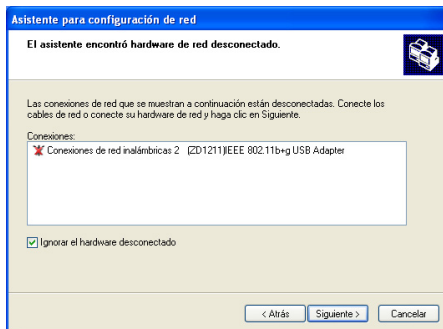 Asistente para configuración de red
El asistente encontró hardware de red desconectado.
Las conexiones de red que se muestran a continuación están desconectadas. Conecte los
cables de red o conecte su hardware de red y haga clic en Siguiente.
Conexiones:
Conexiones de red inalámbricas 2 (ZD1211)IEEE 802.11b+g USB Adapter
Ignorar el hardware desconectado
< Atrás Siguiente > Cancelar